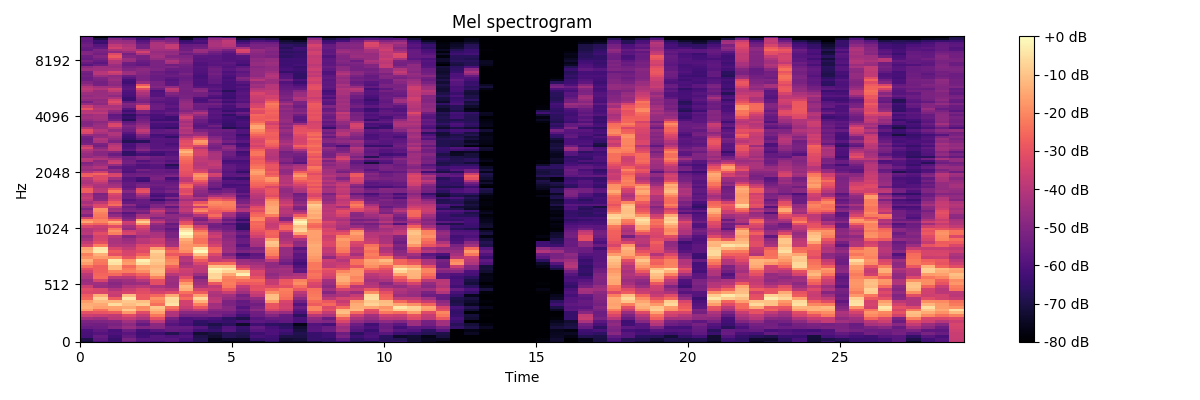 Mel spectrogram
8192
4096
2048
1024
512
0
Hz
0 5 10 15 20 25
Time
+0 dB
-10 dB
-20 dB
-30 dB
-40 dB
-50 dB
-60 dB
-70 dB
-80 dB